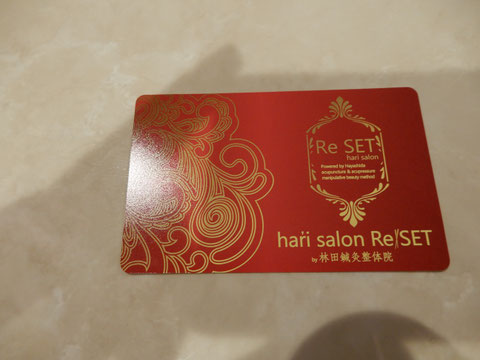 Re SET
hari salon
Powered by hayashida
acupuncture & acupressure
manipulative beauty method
hari salon Re/SET
by 林田鍼灸整体院